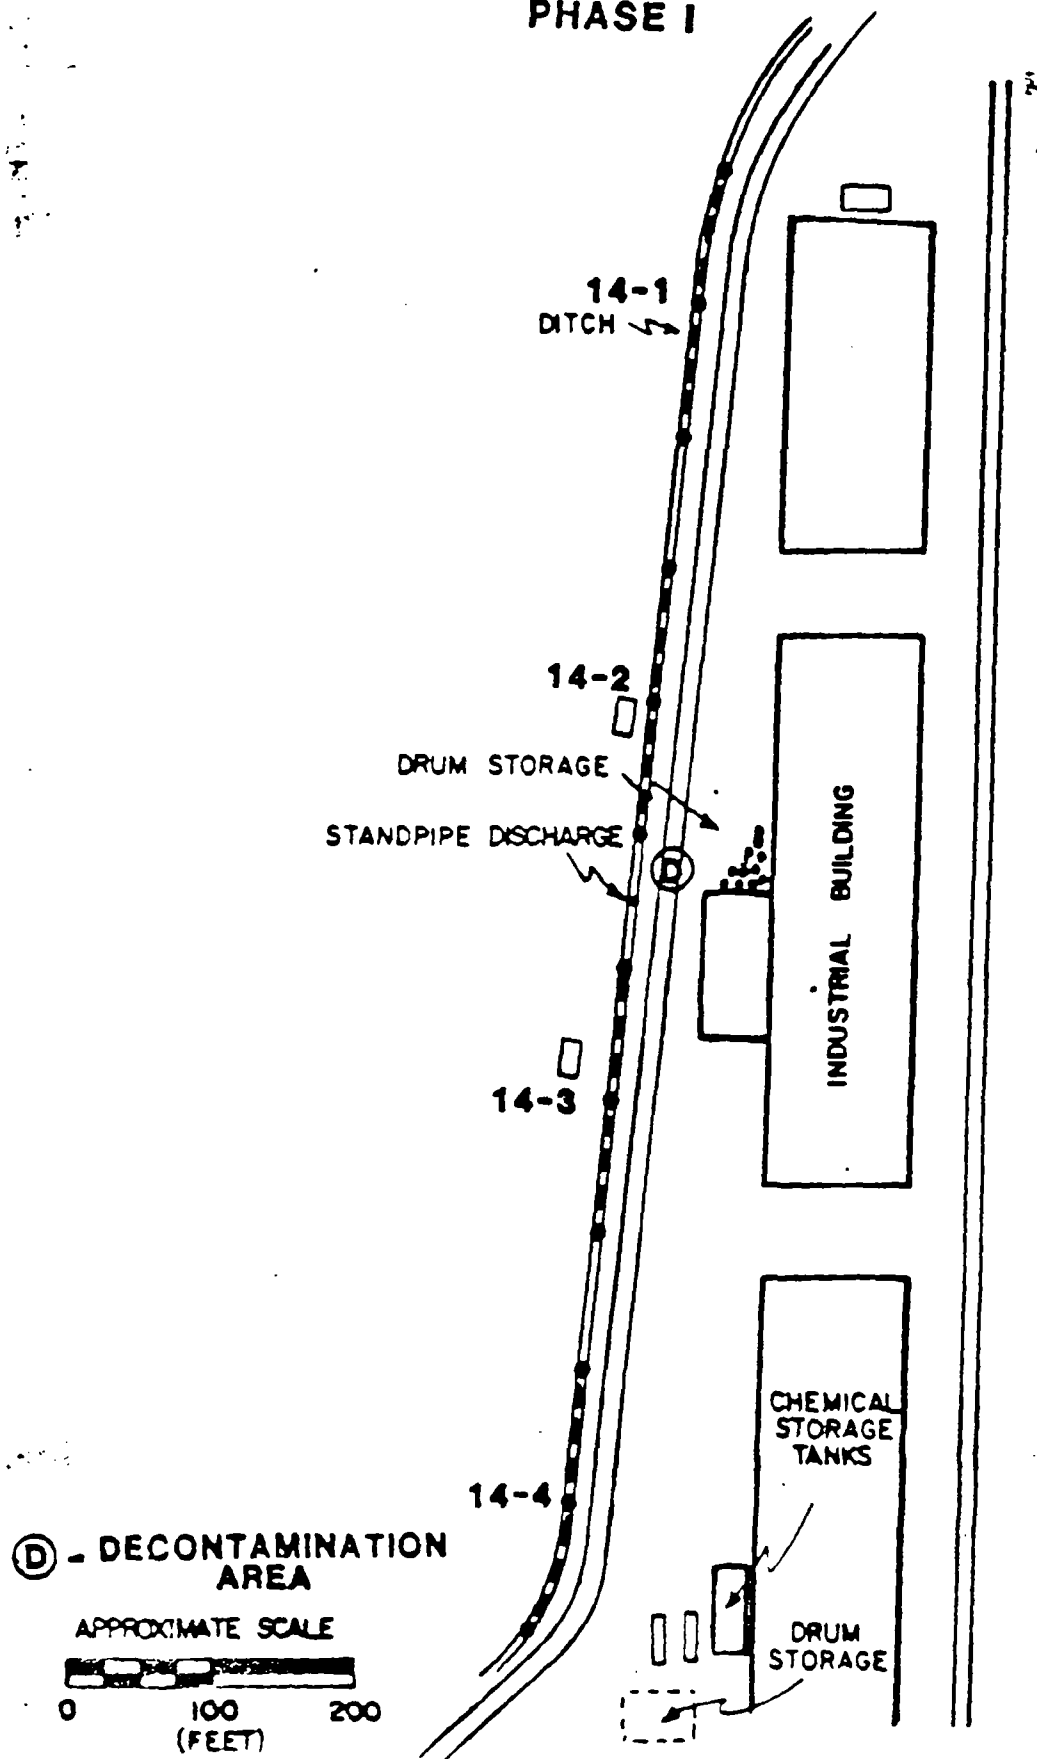 PHASE I
14-1
DITCH
14-2
DRUM STORAGE
STANDPIPE DISCHARGE
D
INDUSTRIAL BUILDING
14-3
CHEMICAL
STORAGE
TANKS
14-4
D - DECONTAMINATION
AREA
APPROXIMATE SCALE
0 100 200
(FEET)
DRUM
STORAGE